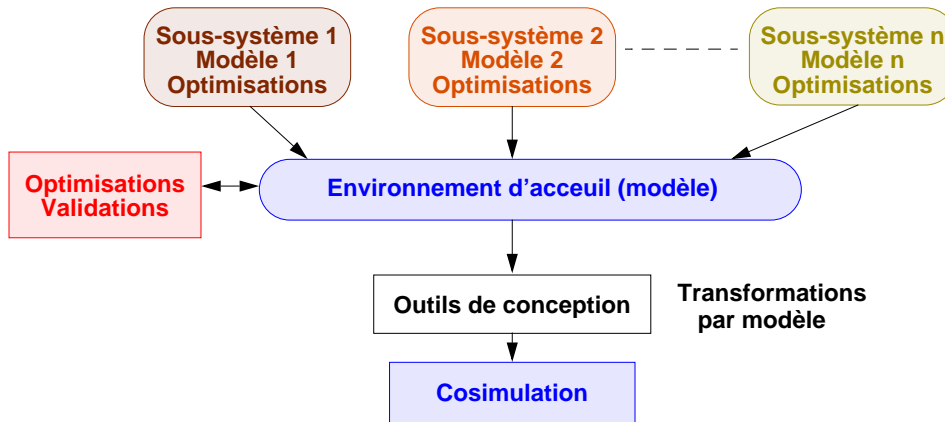 Sous-système 1
Modèle 1
Optimisations
Sous-système 2
Modèle 2
Optimisations
Sous-système n
Modèle n
Optimisations
Optimisations
Validations
Environnement d'acceuil (modèle)
Outils de conception
Transformations
par modèle
Cosimulation